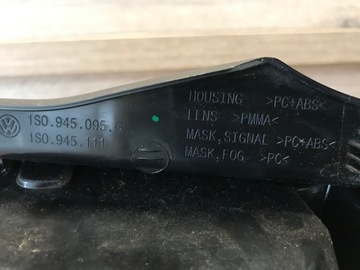 1S0.945.095.G
1S0.945.111
HOUSING >PC+ABS<
LENS >PMMA<
MASK,SIGNAL >PC+ABS<
MASK,FOG >PC<